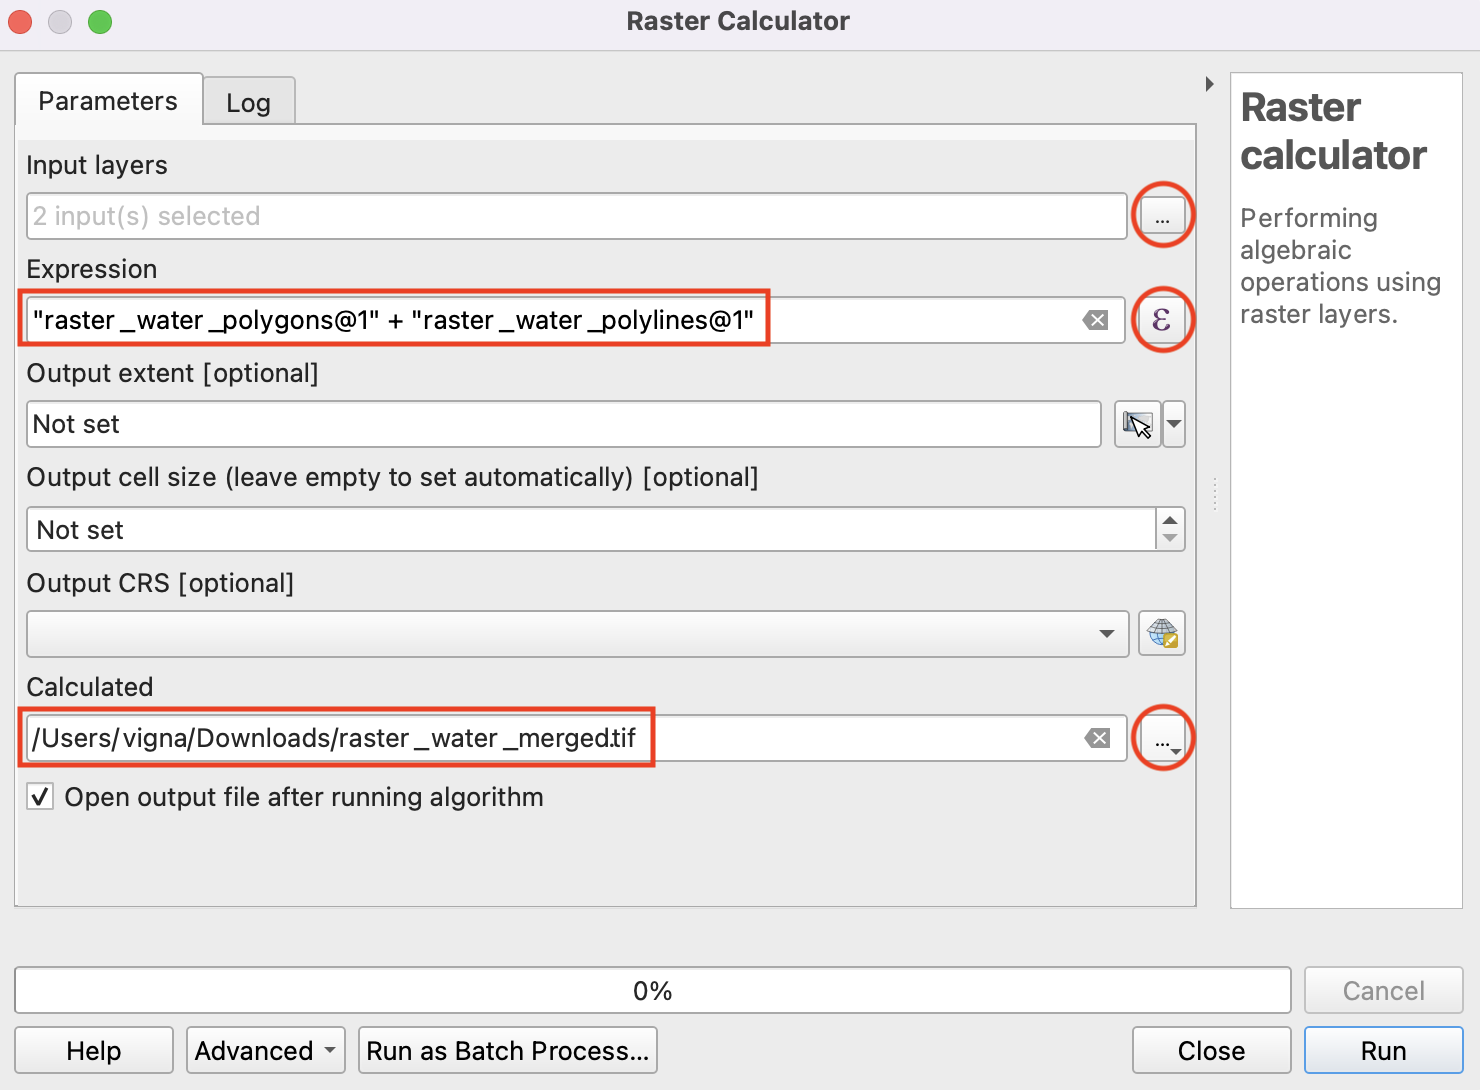 Raster Calculator
Parameters
Log
Input layers
2 input(s) selected
...
Expression
"raster_water_polygons@1" + "raster_water_polylines@1"
ε
Output extent [optional]
Not set
Output cell size (leave empty to set automatically) [optional]
Not set
Output CRS [optional]
Calculated
/Users/vigna/Downloads/raster_water_merged.tif
...
Open output file after running algorithm
Raster
calculator
Performing
algebraic
operations using
raster layers.
0%
Cancel
Help
Advanced
Run as Batch Process...
Close
Run